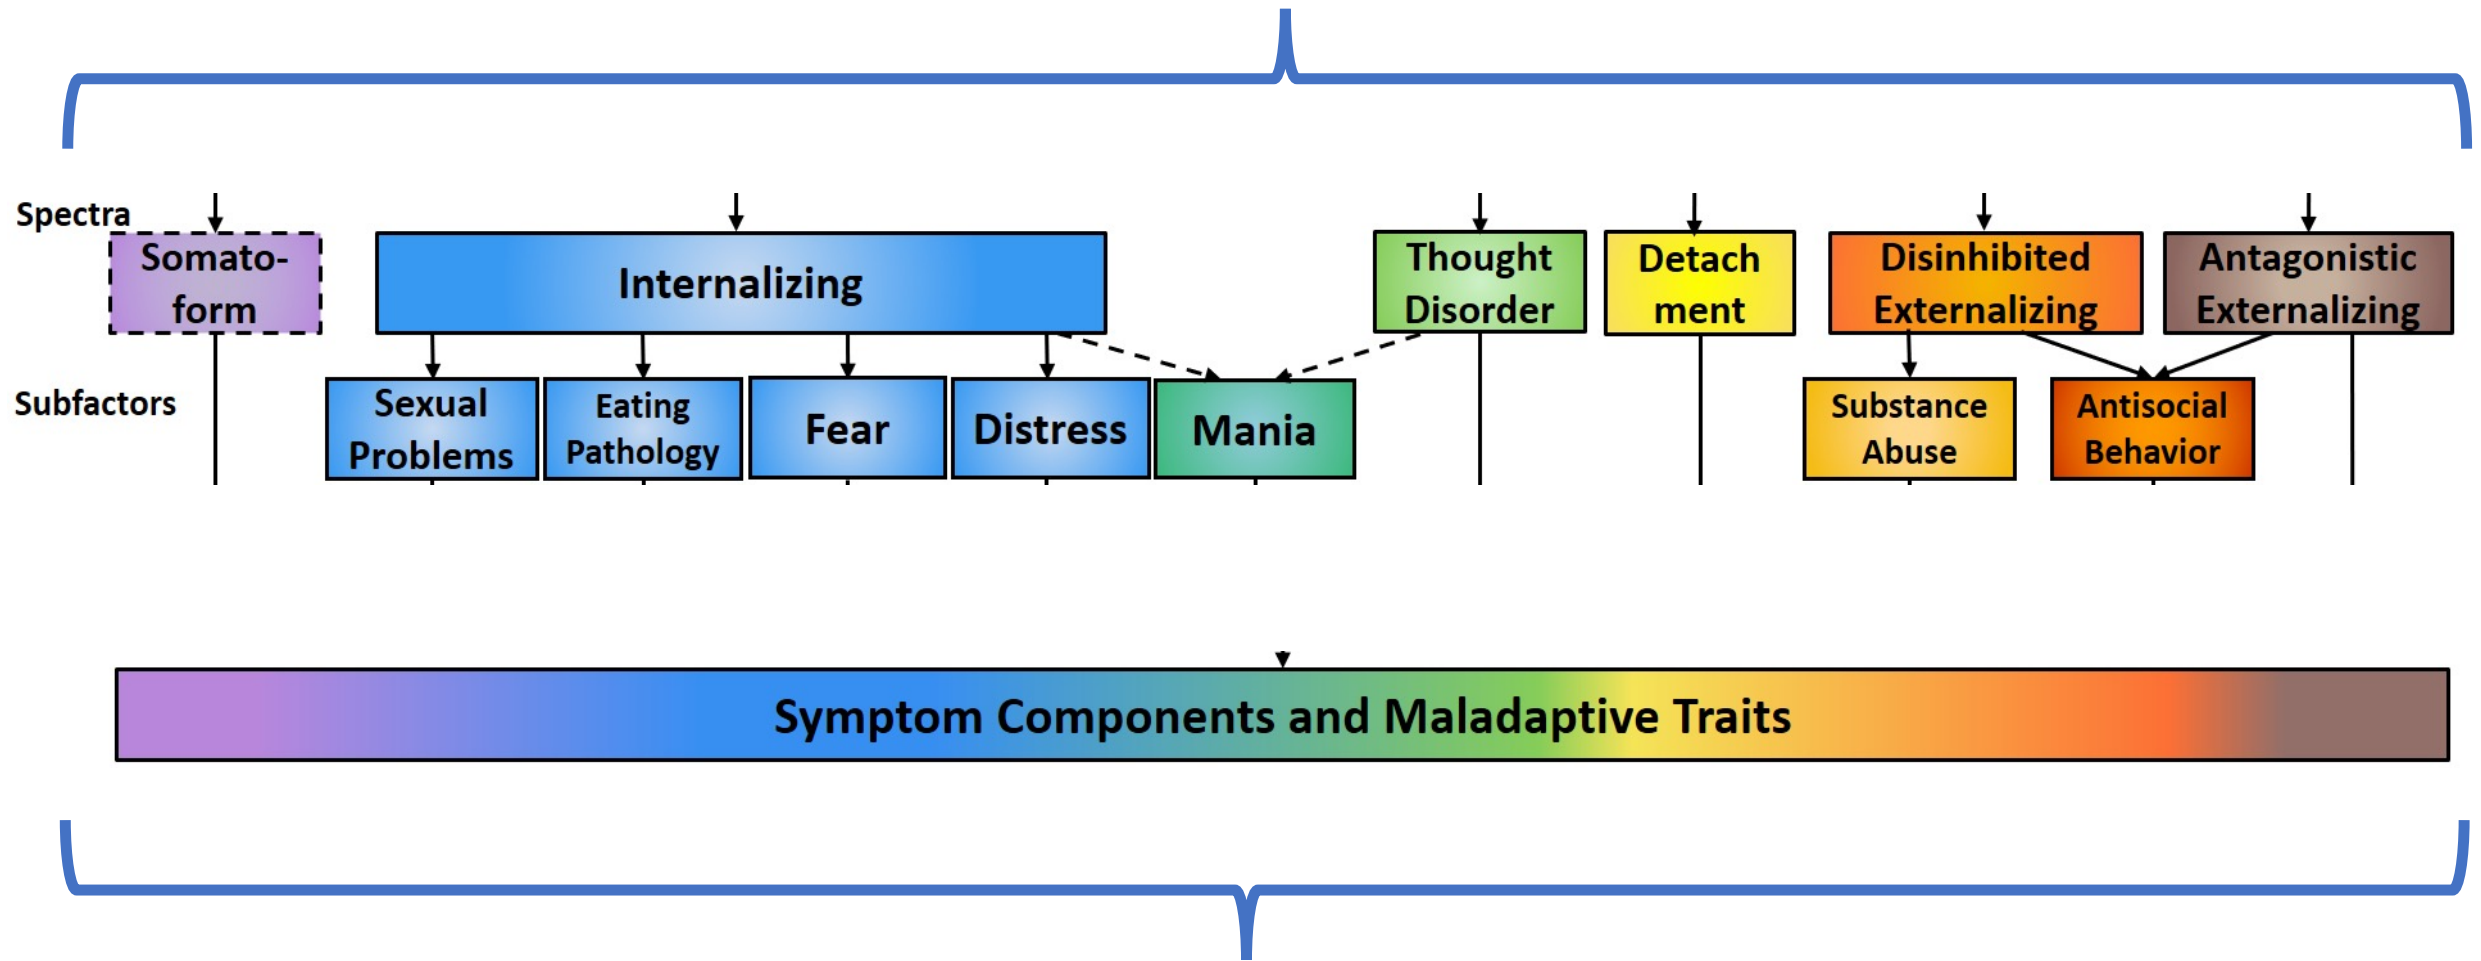 Spectra
Somato-
form
Internalizing
Thought
Disorder
Detach
ment
Disinhibited
Externalizing
Antagonistic
Externalizing
Subfactors
Sexual
Problems
Eating
Pathology
Fear
Distress
Mania
Substance
Abuse
Antisocial
Behavior
Symptom Components and Maladaptive Traits